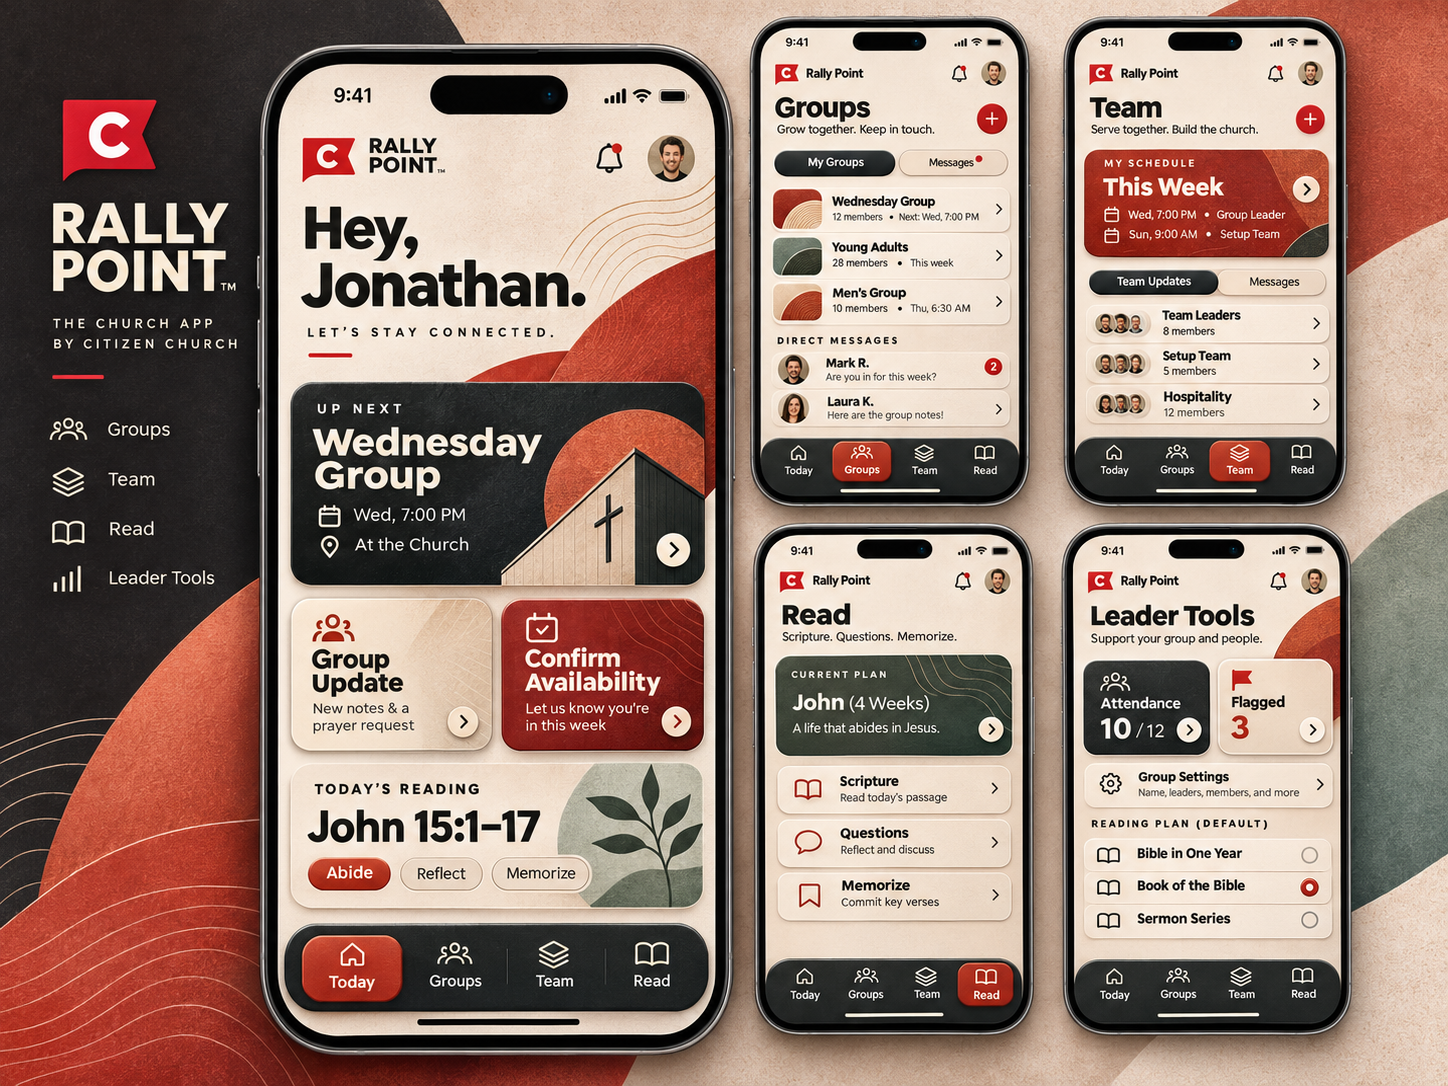 C
RALLY
POINT™
THE CHURCH APP
BY CITIZEN CHURCH
Groups
Team
Read
Leader Tools
9:41
C
RALLY
POINT™
Hey,
Jonathan.
LET'S STAY CONNECTED.
UP NEXT
Wednesday
Group
Wed, 7:00 PM
At the Church
Group
Update
New notes & a
prayer request
Confirm
Availability
Let us know you're
in this week
TODAY'S READING
John 15:1–17
Abide Reflect Memorize
Today Groups Team Read
9:41
C Rally Point
Groups
Grow together. Keep in touch.
My Groups Messages
Wednesday Group
12 members • Next: Wed, 7:00 PM
Young Adults
28 members • This week
Men's Group
10 members • Thu, 6:30 AM
DIRECT MESSAGES
Mark R.
Are you in for this week?
2
Laura K.
Here are the group notes!
Today Groups Team Read
9:41
C Rally Point
Team
Serve together. Build the church.
MY SCHEDULE
This Week
Wed, 7:00 PM • Group Leader
Sun, 9:00 AM • Setup Team
Team Updates Messages
Team Leaders
8 members
Setup Team
5 members
Hospitality
12 members
Today Groups Team Read
9:41
C Rally Point
Read
Scripture. Questions. Memorize.
CURRENT PLAN
John (4 Weeks)
A life that abides in Jesus.
Scripture
Read today's passage
Questions
Reflect and discuss
Memorize
Commit key verses
Today Groups Team Read
9:41
C Rally Point
Leader Tools
Support your group and people.
Attendance
10 / 12
Flagged
3
Group Settings
Name, leaders, members, and more
READING PLAN (DEFAULT)
Bible in One Year
Book of the Bible
Sermon Series
Today Groups Team Read